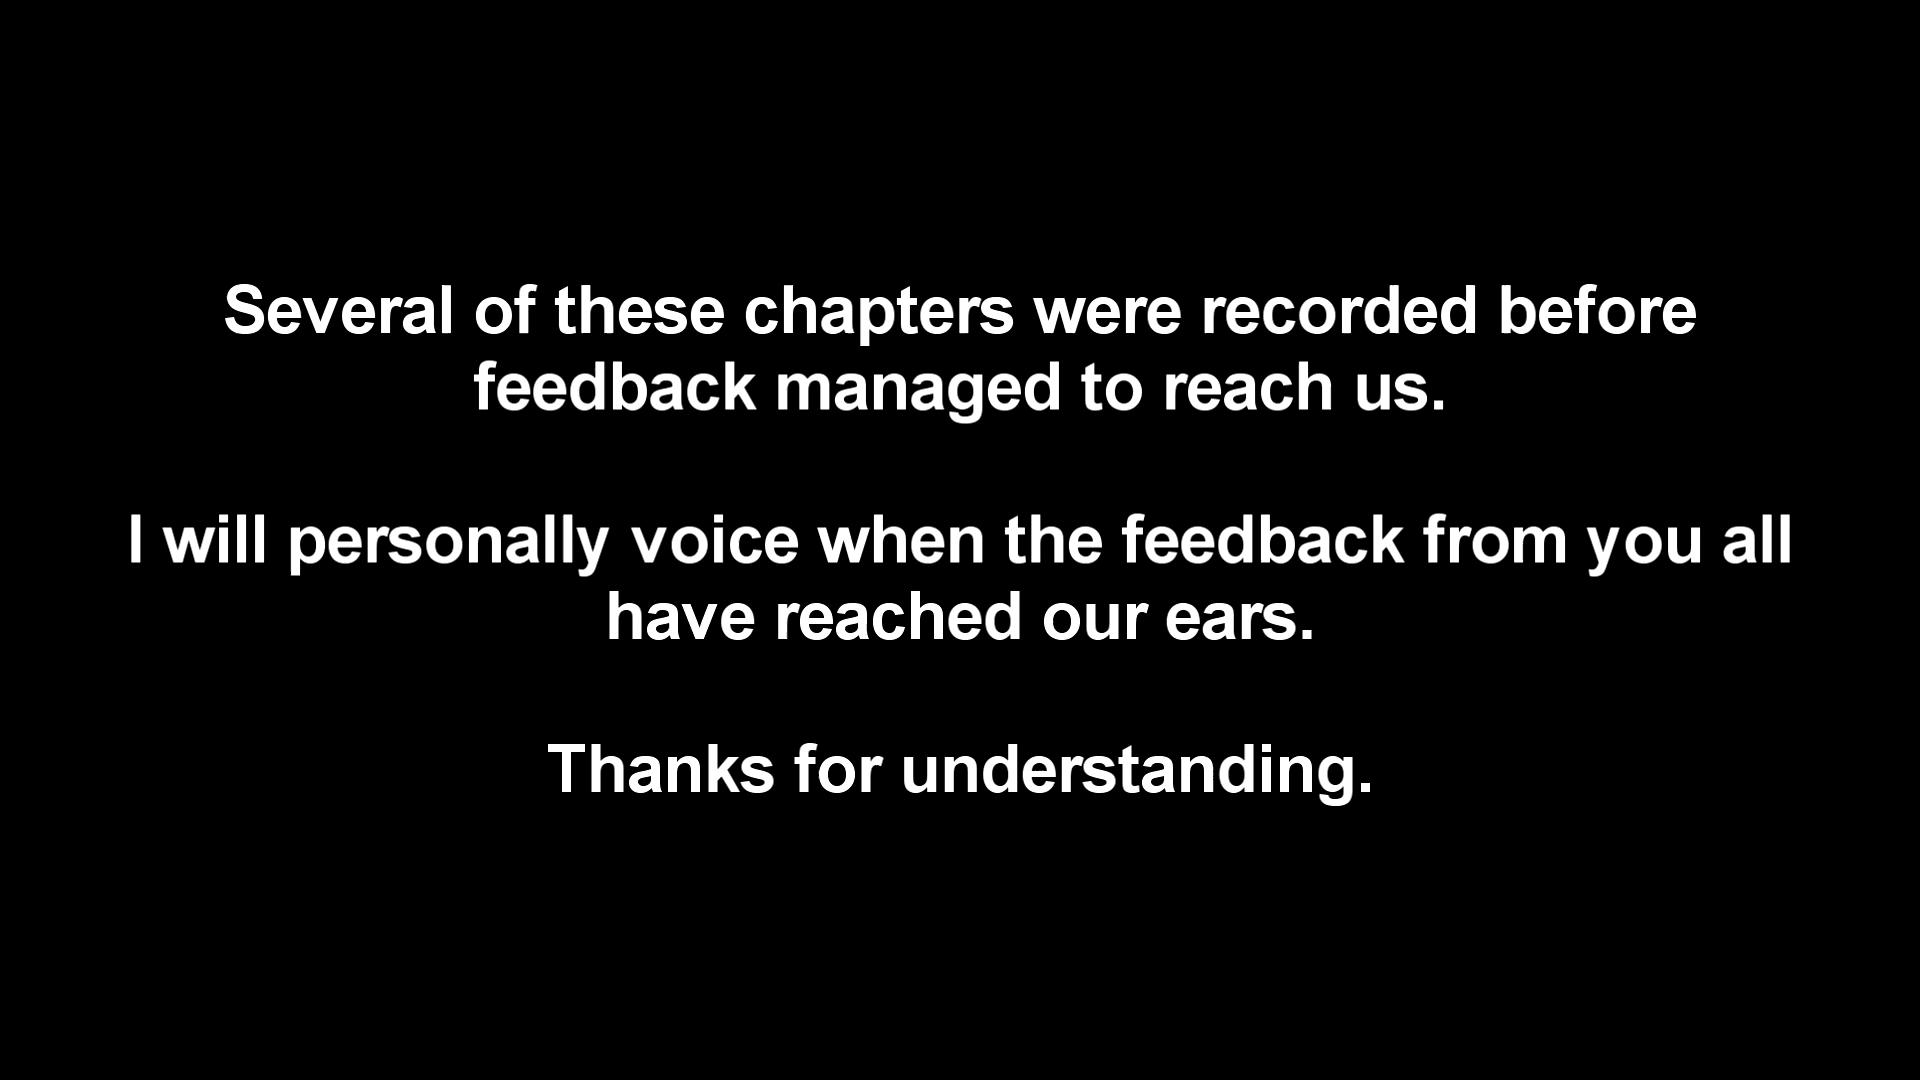 Several of these chapters were recorded before
feedback managed to reach us.
I will personally voice when the feedback from you all
have reached our ears.
Thanks for understanding.